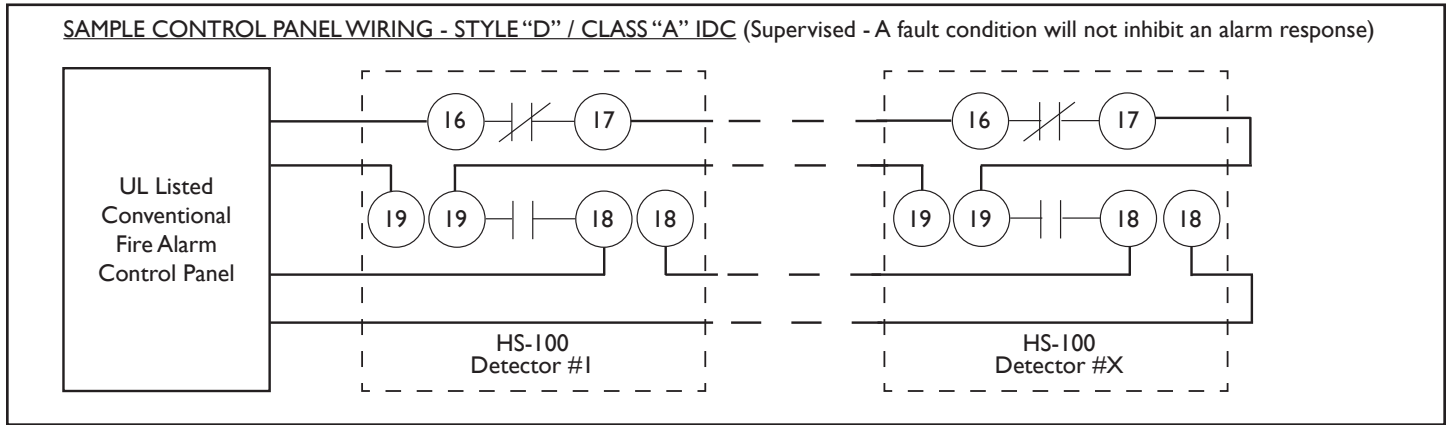 SAMPLE CONTROL PANEL WIRING - STYLE “D” / CLASS “A” IDC (Supervised - A fault condition will not inhibit an alarm response)
UL Listed
Conventional
Fire Alarm
Control Panel
16 17
19 19 18 18
HS-100
Detector #1
16 17
19 19 18 18
HS-100
Detector #X